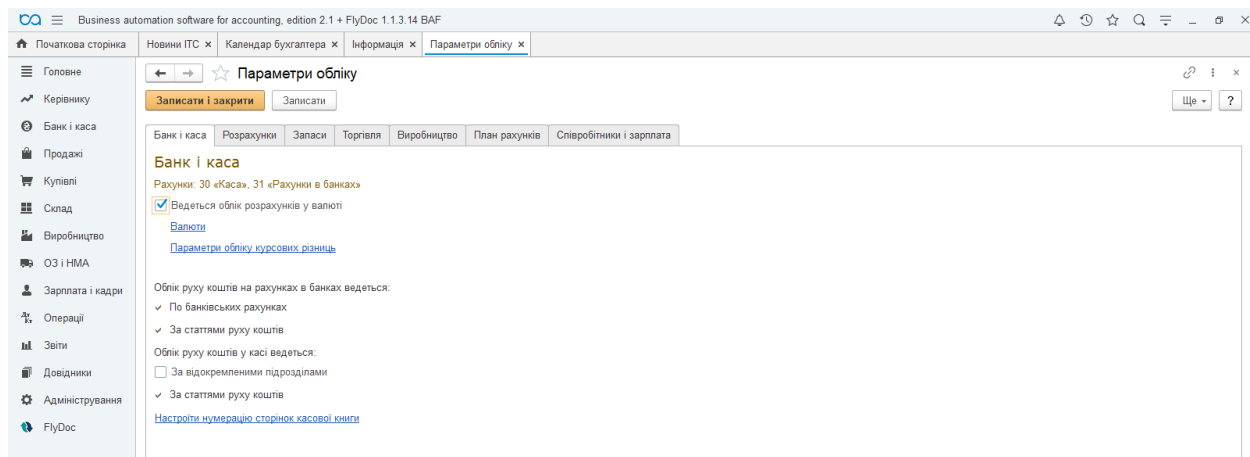 Business automation software for accounting, edition 2.1 + FlyDoc 1.1.3.14 BAF
Початкова сторінка
Новини ІТС
Календар бухгалтера
Інформація
Параметри обліку
Головне
Керівнику
Банк і каса
Продажі
Купівлі
Склад
Виробництво
ОЗ і НМА
Зарплата і кадри
Операції
Звіти
Довідники
Адміністрування
FlyDoc
Параметри обліку
Записати і закрити
Записати
Ще
?
Банк і каса
Розрахунки
Запаси
Торгівля
Виробництво
План рахунків
Співробітники і зарплата
Банк і каса
Рахунки: 30 «Каса», 31 «Рахунки в банках»
Ведеться облік розрахунків у валюті
Валюти
Параметри обліку курсових різниць
Облік руху коштів на рахунках в банках ведеться:
По банківських рахунках
За статтями руху коштів
Облік руху коштів у касі ведеться:
За відокремленими підрозділами
За статтями руху коштів
Настроїти нумерацію сторінок касової книги